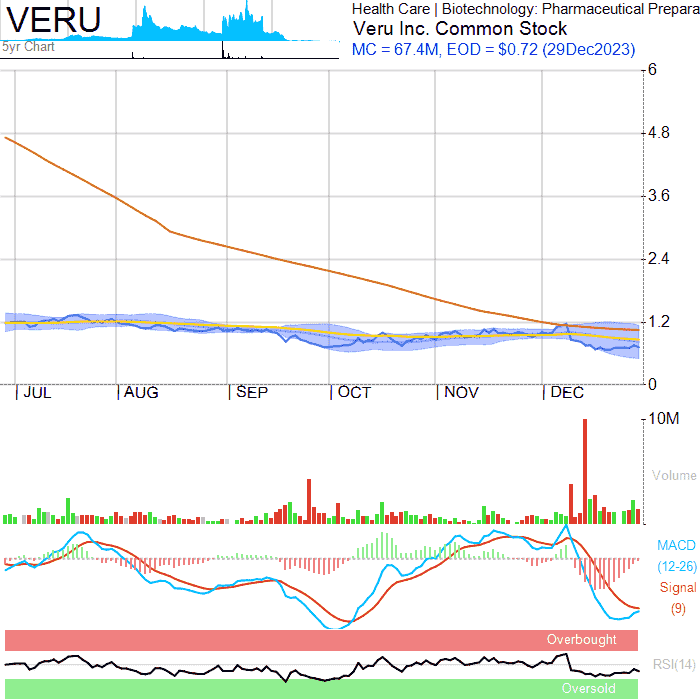 VERU
5yr Chart
Health Care | Biotechnology: Pharmaceutical Prepara
Veru Inc. Common Stock
MC = 67.4M, EOD = $0.72 (29Dec2023)
6
4.8
3.6
2.4
1.2
0
JUL
AUG
SEP
OCT
NOV
DEC
10M
Volume
MACD
(12-26)
Signal
(9)
Overbought
RSI(14)
Oversold